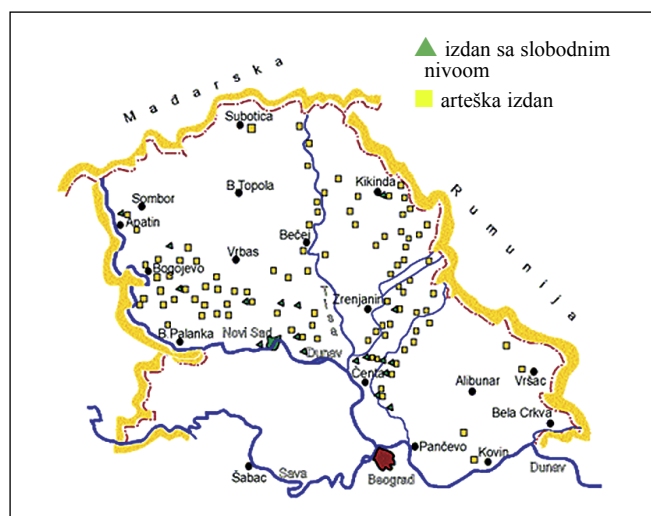 izdan sa slobodnim
nivoom
arteška izdan
Mađarska
Rumunija
Subotica
Sombor
B.Topola
Kikinda
Apatin
Bečej
Vrbas
Bogojevo
Tisa
Zrenjanin
B.Palanka
Novi Sad
Dunav
Čenta
Alibunar
Vršac
Bela Crkva
Pančevo
Kovin
Dunav
Šabac
Sava
Beograd